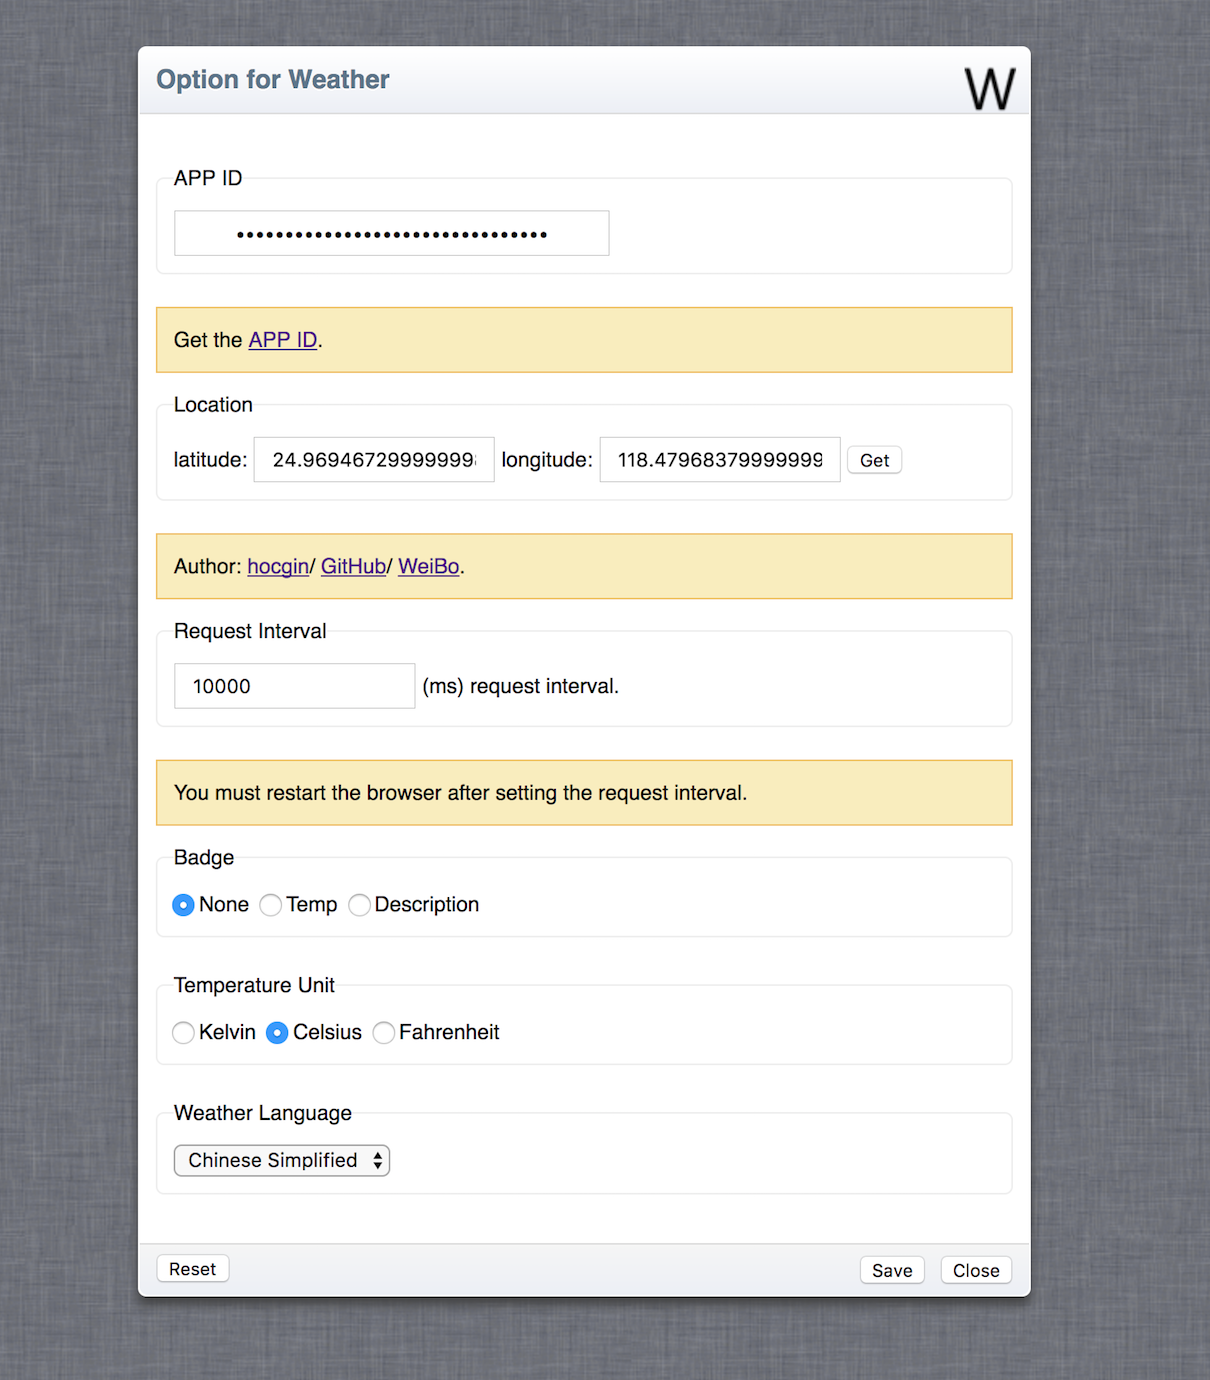 Option for Weather
W
APP ID
••••••••••••••••••••••••••••••••
Get the APP ID.
Location
latitude: 24.96946729999999 longitude: 118.47968379999999 Get
Author: hocgin/ GitHub/ WeiBo.
Request Interval
10000 (ms) request interval.
You must restart the browser after setting the request interval.
Badge
None Temp Description
Temperature Unit
Kelvin Celsius Fahrenheit
Weather Language
Chinese Simplified
Reset Save Close